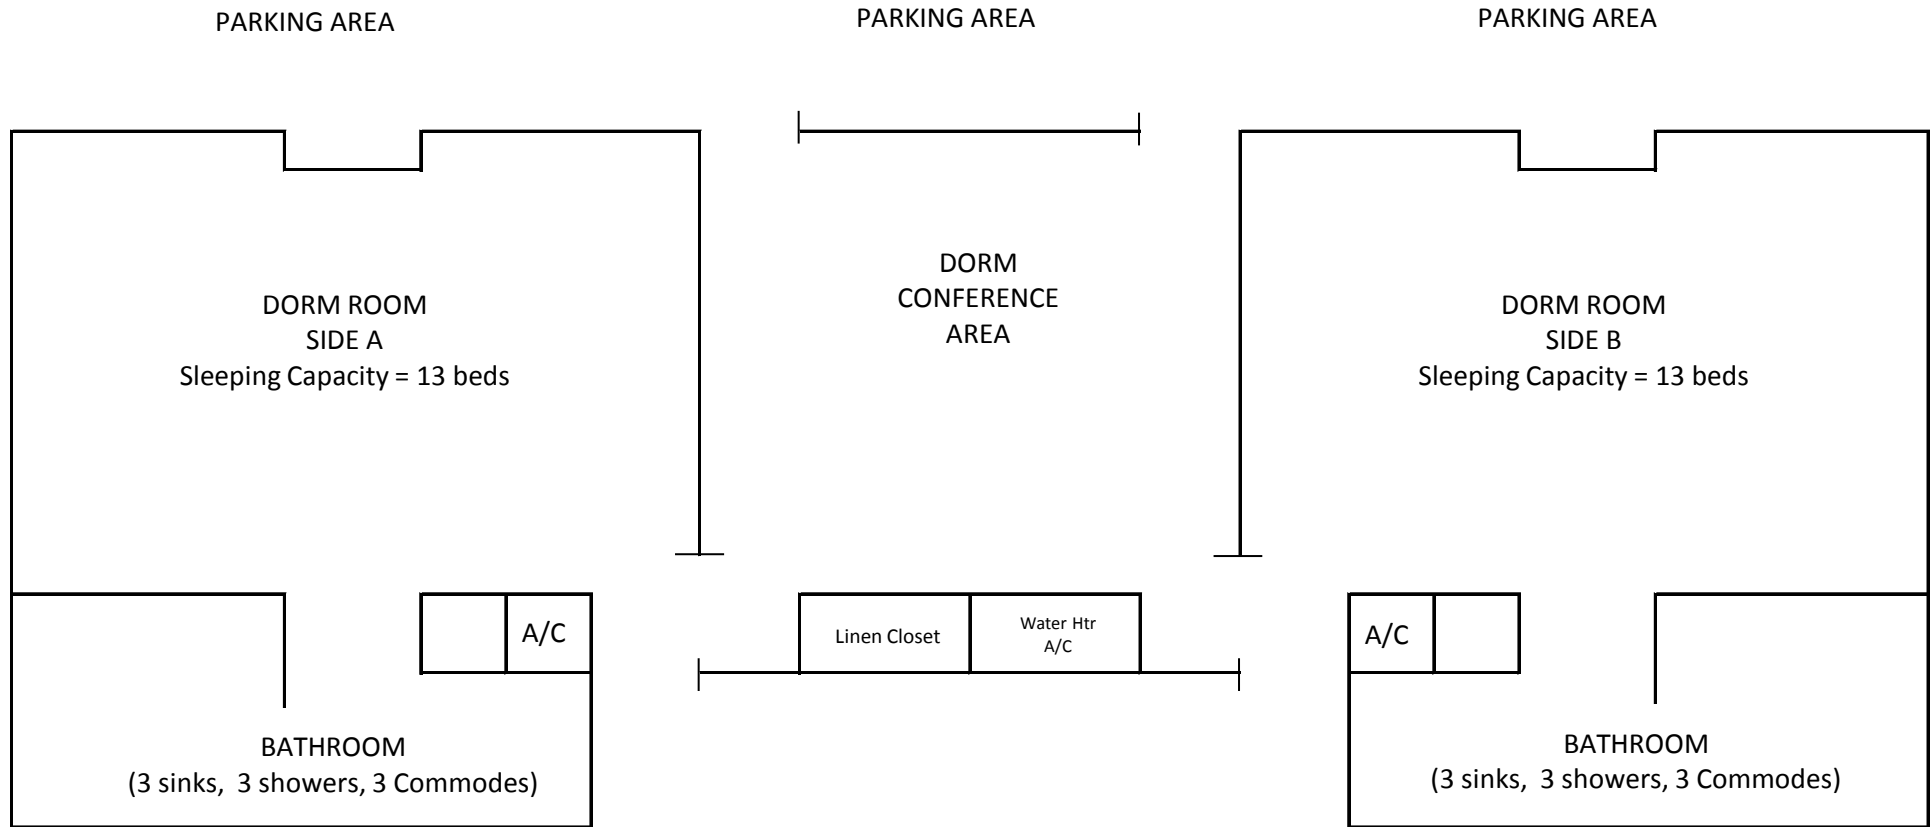 PARKING AREA
PARKING AREA
PARKING AREA
DORM ROOM
SIDE A
Sleeping Capacity = 13 beds
DORM
CONFERENCE
AREA
DORM ROOM
SIDE B
Sleeping Capacity = 13 beds
A/C
Linen Closet
Water Htr
A/C
A/C
BATHROOM
(3 sinks, 3 showers, 3 Commodes)
BATHROOM
(3 sinks, 3 showers, 3 Commodes)